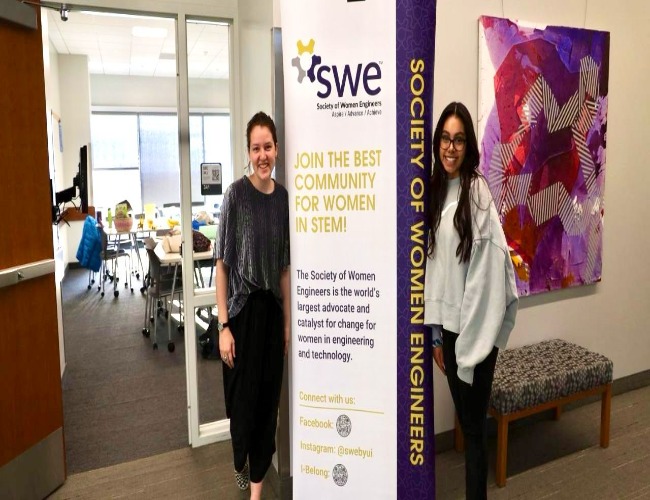 swe
Society of Women Engineers
Aspire / Advance / Achieve
JOIN THE BEST
COMMUNITY
FOR WOMEN
IN STEM!
The Society of Women
Engineers is the world's
largest advocate and
catalyst for change for
women in engineering
and technology.
Connect with us:
Facebook:
Instagram: @swebyui
I-Belong:
SOCIETY OF WOMEN ENGINEERS